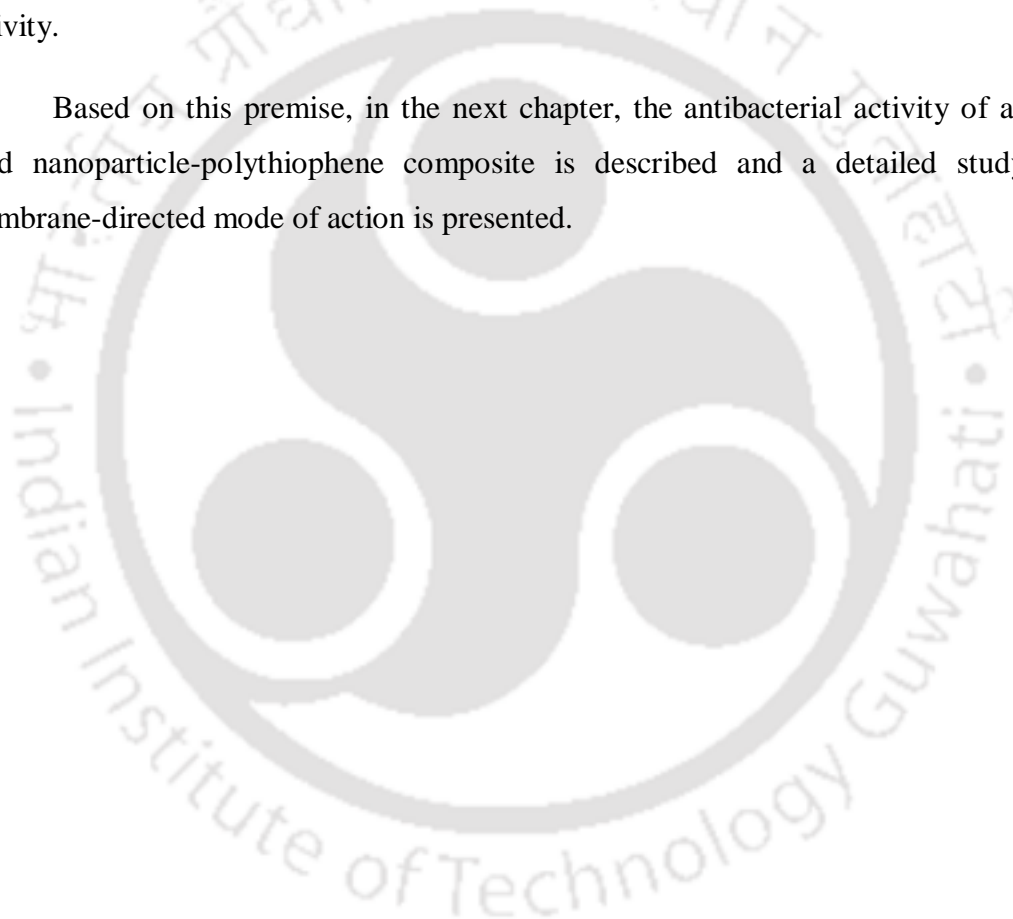 ivity.
Based on this premise, in the next chapter, the antibacterial activity of a
d nanoparticle-polythiophene composite is described and a detailed study
mbrane-directed mode of action is presented.
Indian Institute of Technology Guwahati